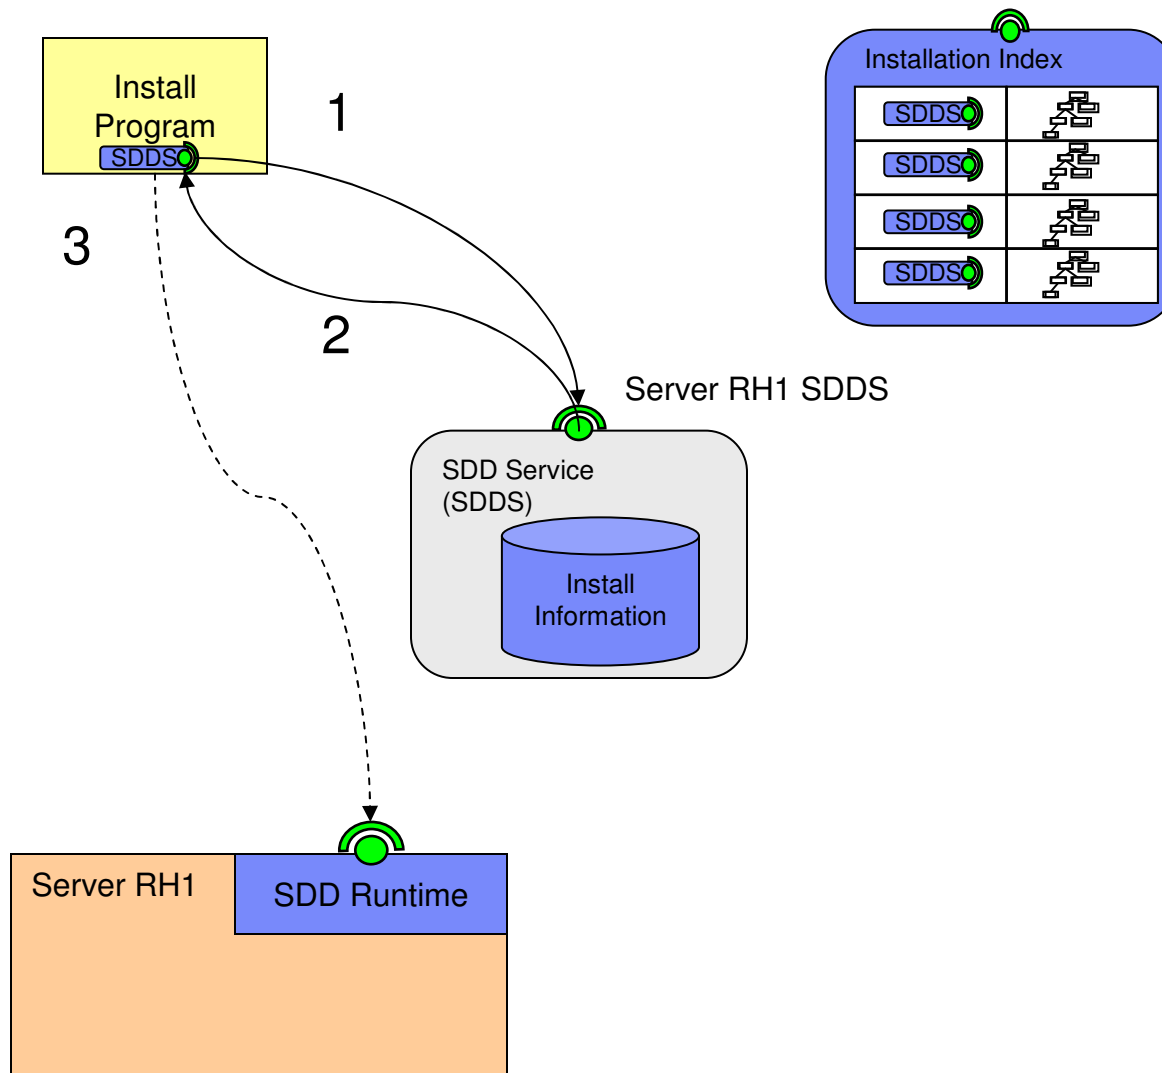 Install
Program
SDDS
1
2
3
Installation Index
SDDS
SDDS
SDDS
SDDS
Server RH1 SDDS
SDD Service
(SDDS)
Install
Information
Server RH1
SDD Runtime